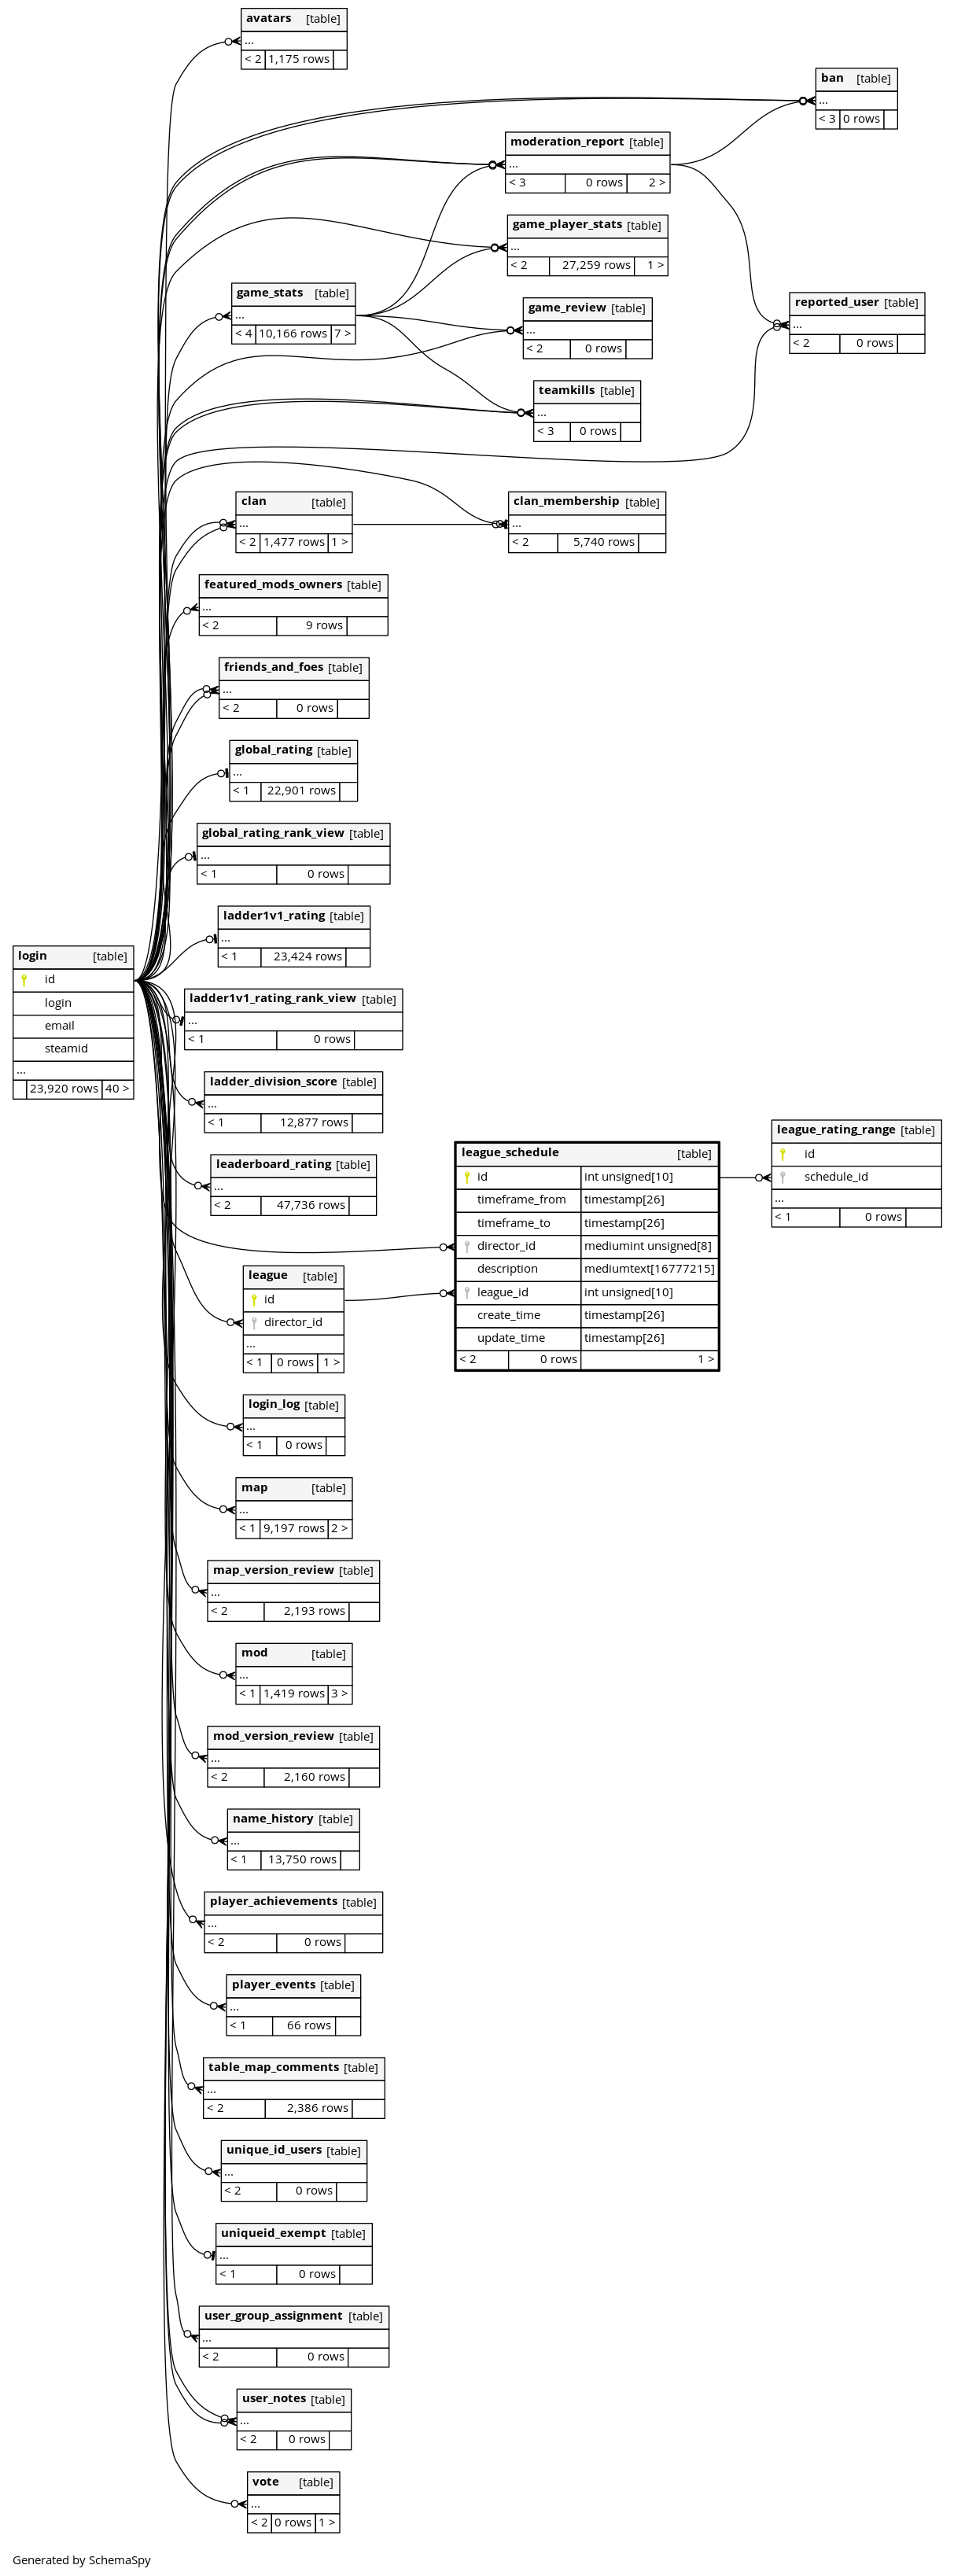 avatars [table]
...
< 2 1,175 rows
ban [table]
...
< 3 0 rows
moderation_report [table]
...
< 3 0 rows 2 >
game_player_stats [table]
...
< 2 27,259 rows 1 >
game_stats [table]
...
< 4 10,166 rows 7 >
reported_user [table]
...
< 2 0 rows
game_review [table]
...
< 2 0 rows
teamkills [table]
...
< 3 0 rows
clan [table]
...
< 2 1,477 rows 1 >
clan_membership [table]
...
< 2 5,740 rows
featured_mods_owners [table]
...
< 2 9 rows
friends_and_foes [table]
...
< 2 0 rows
global_rating [table]
...
< 1 22,901 rows
global_rating_rank_view [table]
...
< 1 0 rows
ladder1v1_rating [table]
...
< 1 23,424 rows
login [table]
id
login
email
steamid
...
23,920 rows 40 >
ladder1v1_rating_rank_view [table]
...
< 1 0 rows
ladder_division_score [table]
...
< 1 12,877 rows
leaderboard_rating [table]
...
< 2 47,736 rows
league_schedule [table]
id int unsigned[10]
timeframe_from timestamp[26]
timeframe_to timestamp[26]
director_id mediumint unsigned[8]
description mediumtext[16777215]
league_id int unsigned[10]
create_time timestamp[26]
update_time timestamp[26]
< 2 0 rows 1 >
league_rating_range [table]
id
schedule_id
...
< 1 0 rows
league [table]
id
director_id
...
< 1 0 rows 1 >
login_log [table]
...
< 1 0 rows
map [table]
...
< 1 9,197 rows 2 >
map_version_review [table]
...
< 2 2,193 rows
mod [table]
...
< 1 1,419 rows 3 >
mod_version_review [table]
...
< 2 2,160 rows
name_history [table]
...
< 1 13,750 rows
player_achievements [table]
...
< 2 0 rows
player_events [table]
...
< 1 66 rows
table_map_comments [table]
...
< 2 2,386 rows
unique_id_users [table]
...
< 2 0 rows
uniqueid_exempt [table]
...
< 1 0 rows
user_group_assignment [table]
...
< 2 0 rows
user_notes [table]
...
< 2 0 rows
vote [table]
...
< 2 0 rows 1 >
Generated by SchemaSpy